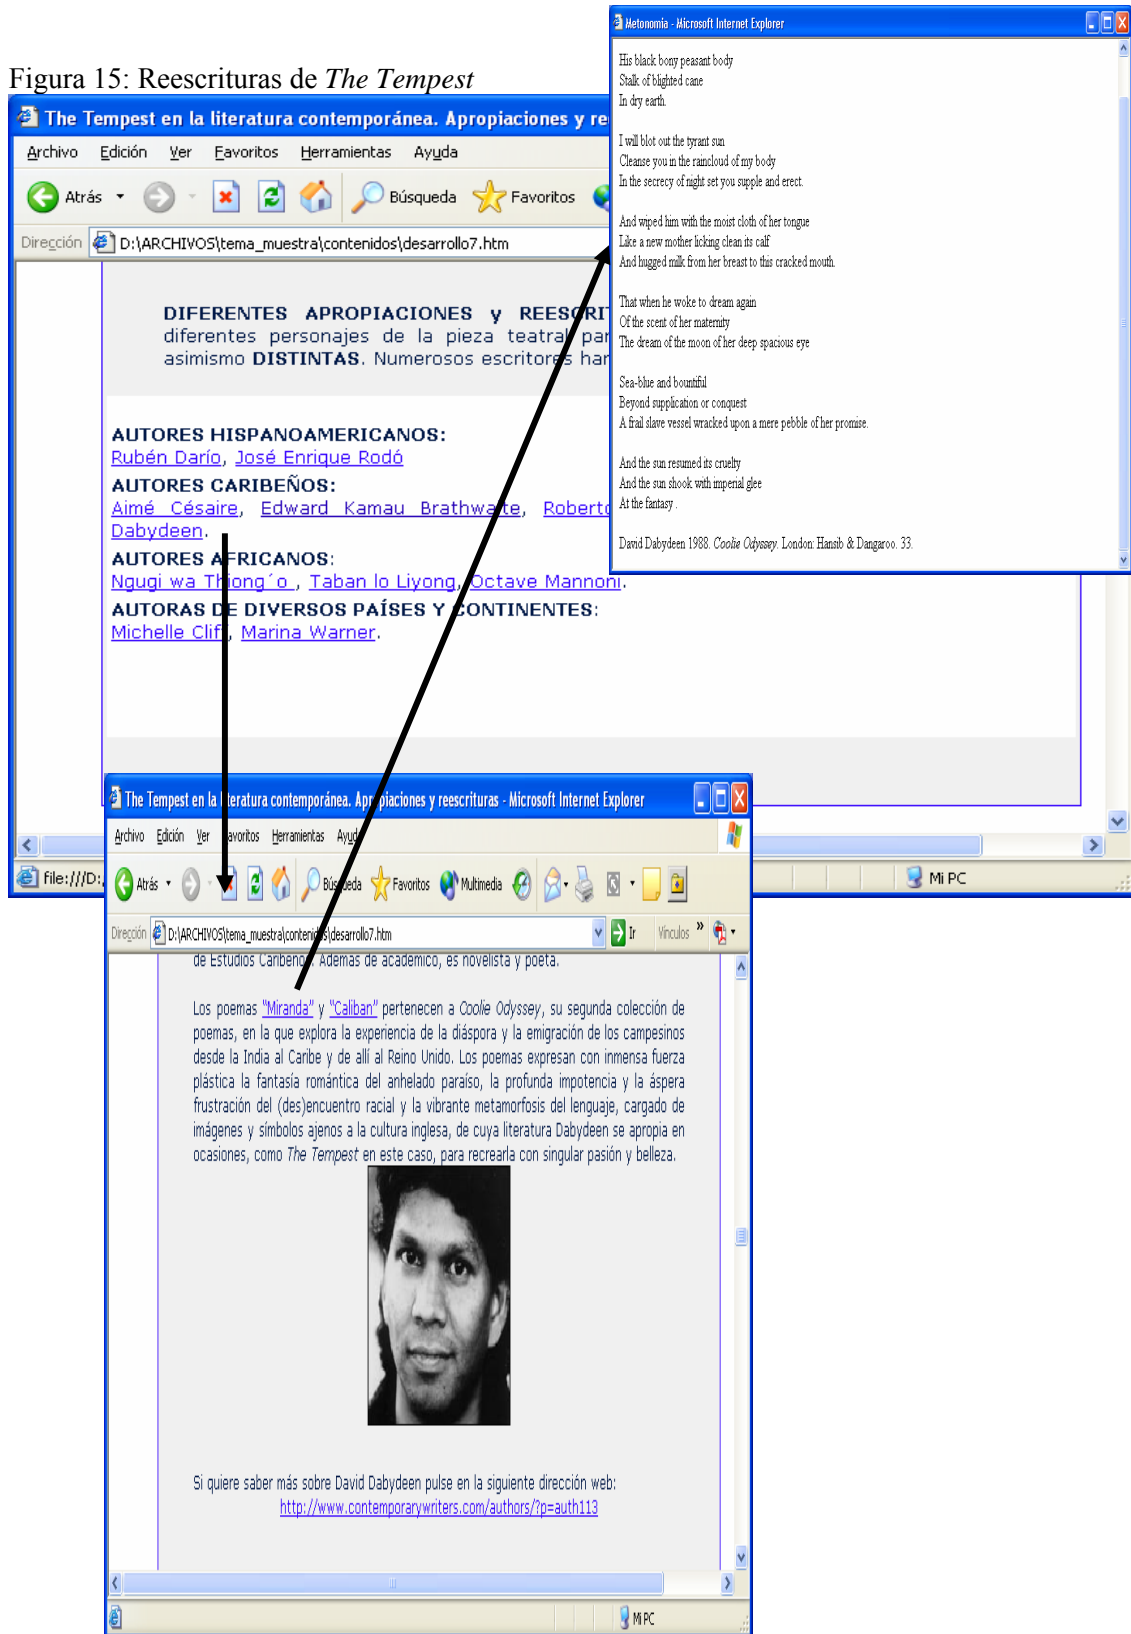 Figura 15: Reescrituras de The Tempest
The Tempest en la literatura contemporánea. Apropiaciones y re
Archivo Edición Ver Favoritos Herramientas Ayuda
Atrás Búsqueda Favoritos
Dirección D:\ARCHIVOS\tema_muestra\contenidos\desarrollo7.htm
DIFERENTES APROPIACIONES y REESCRIT
diferentes personajes de la pieza teatral par
asimismo DISTINTAS. Numerosos escritores har
AUTORES HISPANOAMERICANOS:
Rubén Darío, José Enrique Rodó
AUTORES CARIBEÑOS:
Aimé Césaire, Edward Kamau Brathwaite, Roberto
Dabydeen.
AUTORES AFRICANOS:
Ngugi wa Thiong´o , Taban lo Liyong, Octave Mannoni.
AUTORAS DE DIVERSOS PAÍSES Y CONTINENTES:
Michelle Cliff, Marina Warner.
file:///D:
Mi PC
Metonomia - Microsoft Internet Explorer
His black bony peasant body
Stalk of blighted cane
In dry earth.
I will blot out the tyrant sun
Cleanse you in the raincloud of my body
In the secrecy of night set you supple and erect.
And wiped him with the moist cloth of her tongue
Like a new mother licking clean its calf
And hugged milk from her breast to this cracked mouth.
That when he woke to dream again
Of the scent of her maternity
The dream of the moon of her deep spacious eye
Sea-blue and bountiful
Beyond supplication or conquest
A frail slave vessel wracked upon a mere pebble of her promise.
And the sun resumed its cruelty
And the sun shook with imperial glee
At the fantasy .
David Dabydeen 1988. Coolie Odyssey. London: Hansib & Dangaroo. 33.
The Tempest en la literatura contemporánea. Apropiaciones y reescrituras - Microsoft Internet Explorer
Archivo Edición Ver Favoritos Herramientas Ayuda
Atrás Búsqueda Favoritos Multimedia
Dirección D:\ARCHIVOS\tema_muestra\contenidos\desarrollo7.htm Ir Vínculos »
de Estudios Caribeños. Además de académico, es novelista y poeta.
Los poemas "Miranda" y "Caliban" pertenecen a Coolie Odyssey, su segunda colección de
poemas, en la que explora la experiencia de la diáspora y la emigración de los campesinos
desde la India al Caribe y de allí al Reino Unido. Los poemas expresan con inmensa fuerza
plástica la fantasía romántica del anhelado paraíso, la profunda impotencia y la áspera
frustración del (des)encuentro racial y la vibrante metamorfosis del lenguaje, cargado de
imágenes y símbolos ajenos a la cultura inglesa, de cuya literatura Dabydeen se apropia en
ocasiones, como The Tempest en este caso, para recrearla con singular pasión y belleza.
Si quiere saber más sobre David Dabydeen pulse en la siguiente dirección web:
http://www.contemporarywriters.com/authors/?p=auth113
Mi PC